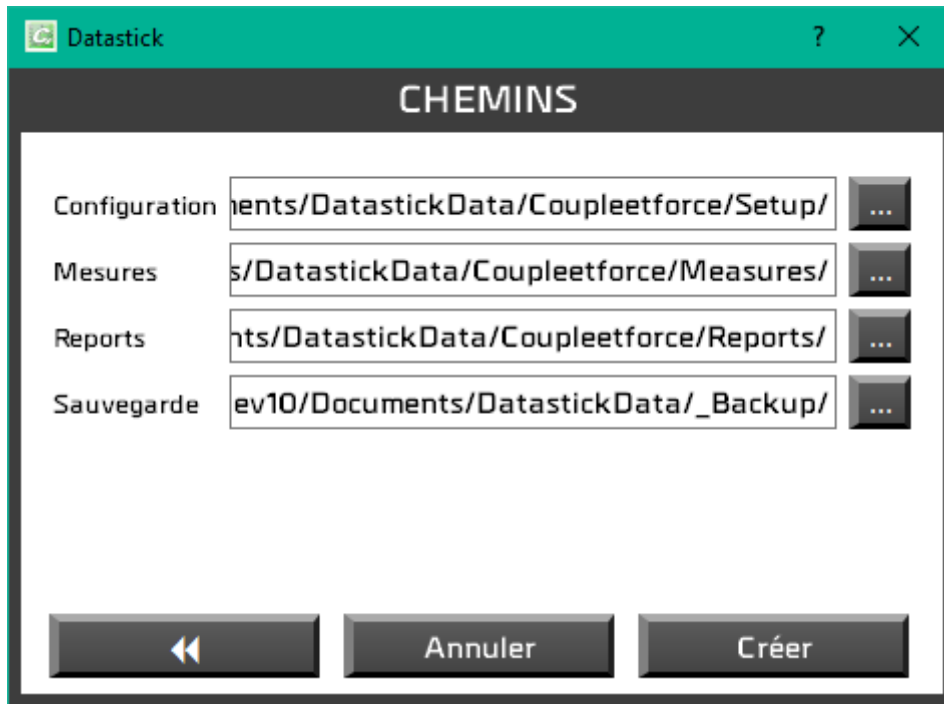 Datastick ?
CHEMINS
Configuration ents/DatastickData/Coupleetforce/Setup/ ...
Mesures s/DatastickData/Coupleetforce/Measures/ ...
Reports nts/DatastickData/Coupleetforce/Reports/ ...
Sauvegarde ev10/Documents/DatastickData/_Backup/ ...
Annuler Créer